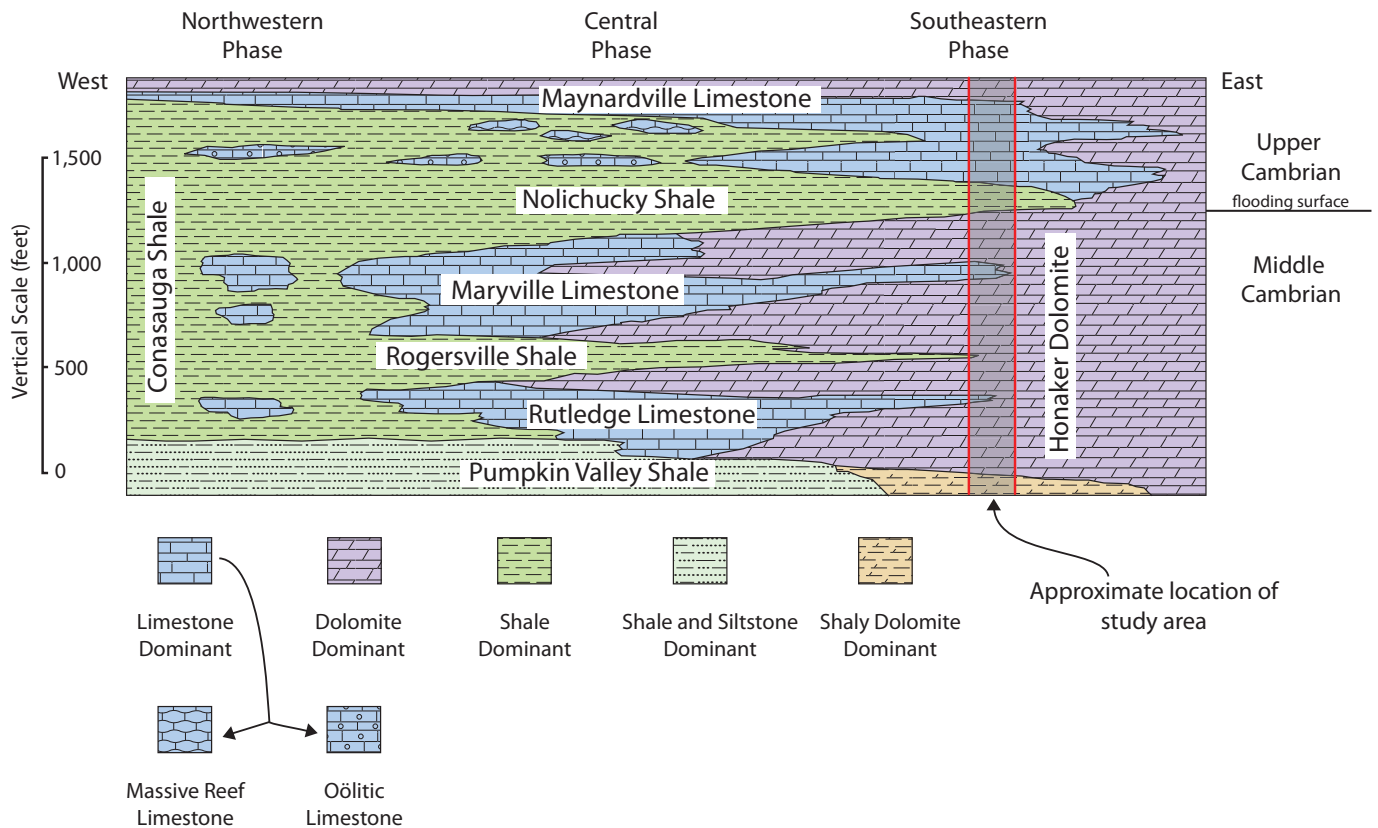 Northwestern
Phase
Central
Phase
Southeastern
Phase
West
East
Maynardville Limestone
Upper
Cambrian
flooding surface
1,500
Nolichucky Shale
Conasauga Shale
Vertical Scale (feet)
1,000
Maryville Limestone
Honaker Dolomite
Middle
Cambrian
Rogersville Shale
500
Rutledge Limestone
0
Pumpkin Valley Shale
Limestone
Dominant
Dolomite
Dominant
Shale
Dominant
Shale and Siltstone
Dominant
Shaly Dolomite
Dominant
Approximate location of
study area
Massive Reef
Limestone
Oölitic
Limestone